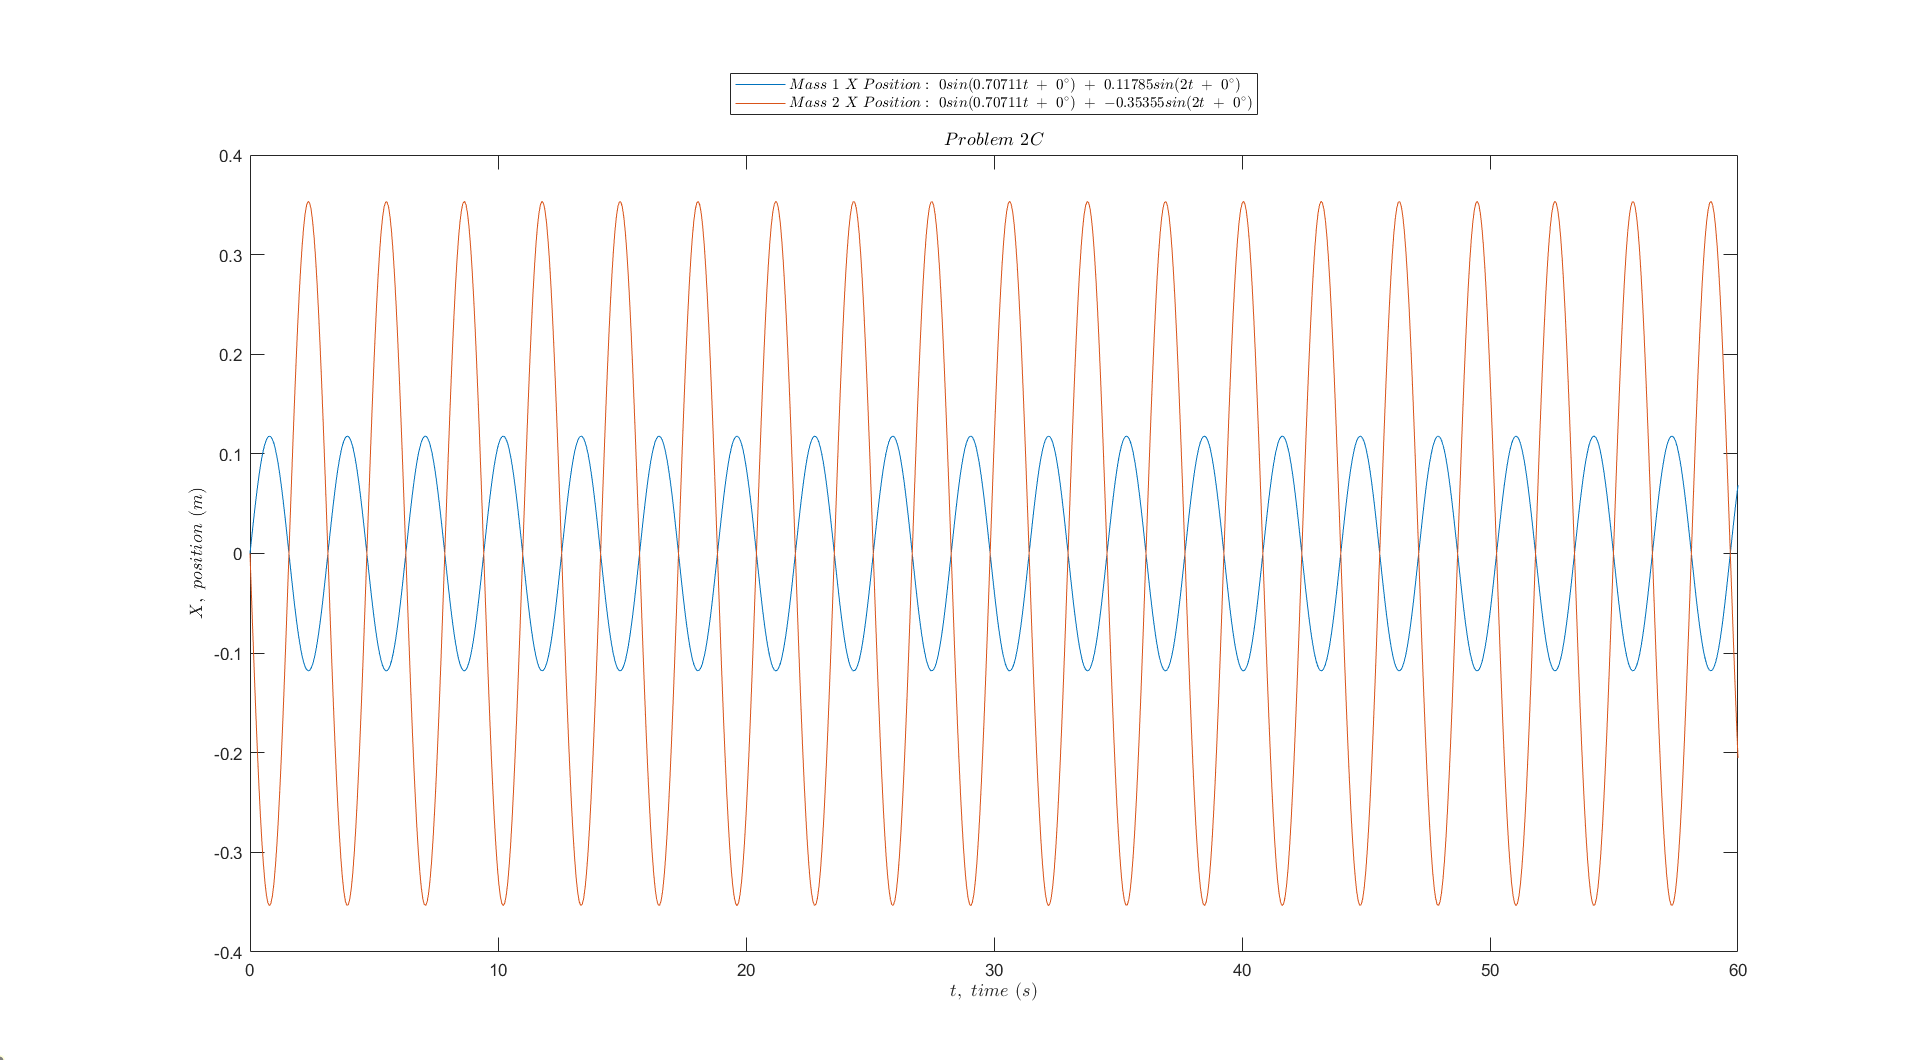 Mass 1 X Position : 0sin(0.70711t + 0°) + 0.11785sin(2t + 0°)
Mass 2 X Position : 0sin(0.70711t + 0°) + −0.35355sin(2t + 0°)
Problem 2C
0.4
0.3
0.2
0.1
0
-0.1
-0.2
-0.3
-0.4
X, position (m)
0 10 20 30 40 50 60
t, time (s)